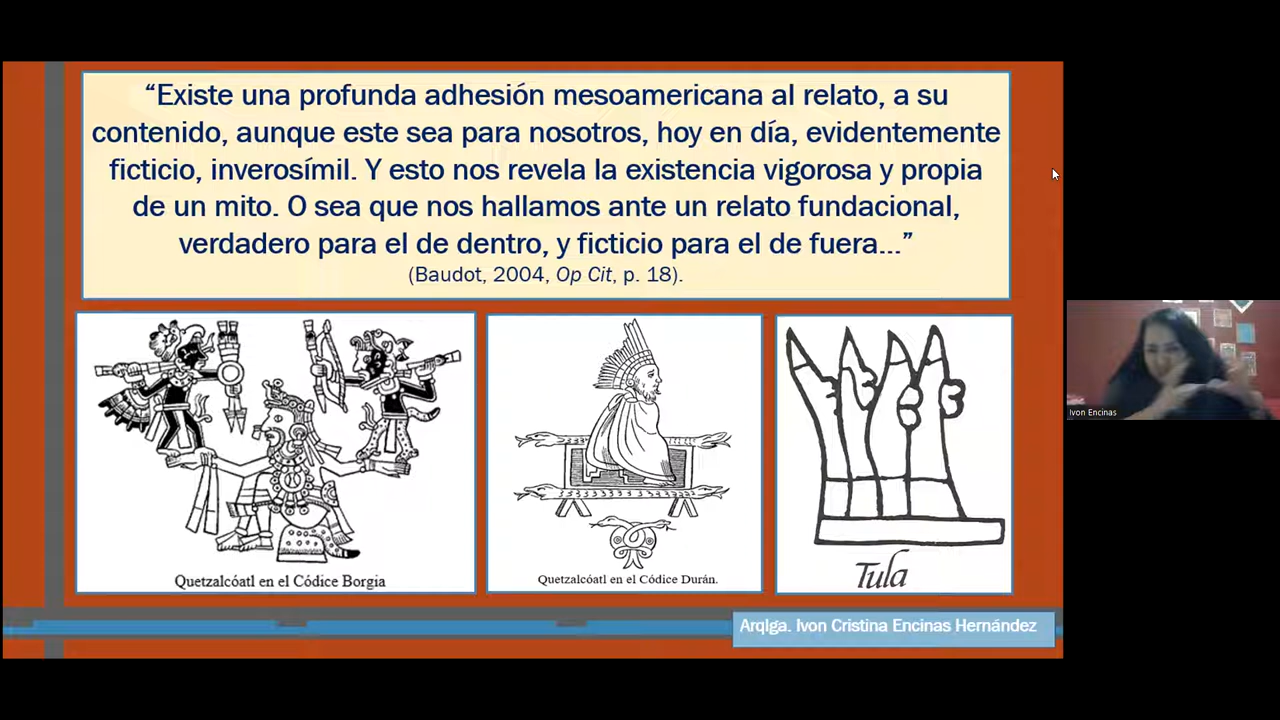 “Existe una profunda adhesión mesoamericana al relato, a su
contenido, aunque este sea para nosotros, hoy en día, evidentemente
ficticio, inverosímil. Y esto nos revela la existencia vigorosa y propia
de un mito. O sea que nos hallamos ante un relato fundacional,
verdadero para el de dentro, y ficticio para el de fuera…”
(Baudot, 2004, Op Cit, p. 18).
Quetzalcóatl en el Códice Borgia
Quetzalcóatl en el Códice Durán.
Tula
Arqlga. Ivon Cristina Encinas Hernández
Ivon Encinas